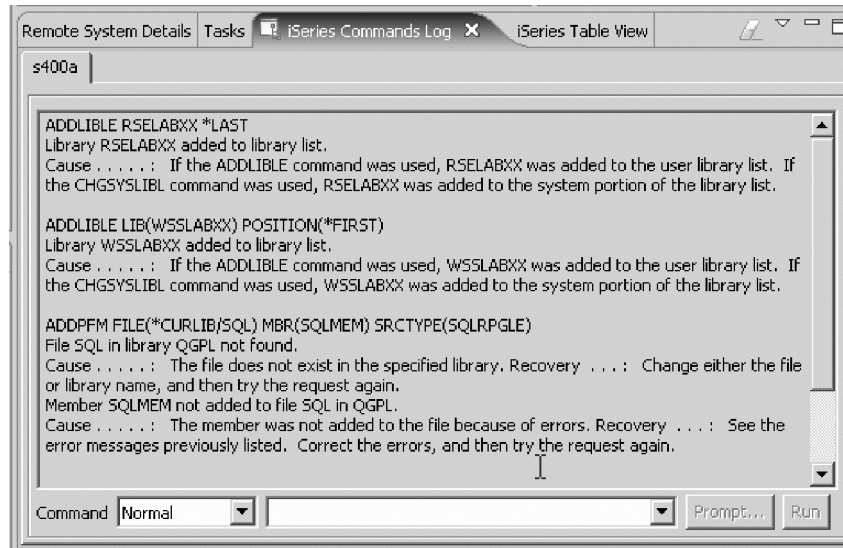 Remote System Details Tasks iSeries Commands Log iSeries Table View
s400a
ADDLIBLE RSELABXX *LAST
Library RSELABXX added to library list.
Cause . . . . . :   If the ADDLIBLE command was used, RSELABXX was added to the user library list.  If
the CHGSYSLIBL command was used, RSELABXX was added to the system portion of the library list.
ADDLIBLE LIB(WSSLABXX) POSITION(*FIRST)
Library WSSLABXX added to library list.
Cause . . . . . :   If the ADDLIBLE command was used, WSSLABXX was added to the user library list.  If
the CHGSYSLIBL command was used, WSSLABXX was added to the system portion of the library list.
ADDPFM FILE(*CURLIB/SQL) MBR(SQLMEM) SRCTYPE(SQLRPGLE)
File SQL in library QGPL not found.
Cause . . . . . :   The file does not exist in the specified library. Recovery  . . . :   Change either the file
or library name, and then try the request again.
Member SQLMEM not added to file SQL in QGPL.
Cause . . . . . :   The member was not added to the file because of errors. Recovery  . . . :   See the
error messages previously listed.  Correct the errors, and then try the request again.
Command Normal Prompt... Run